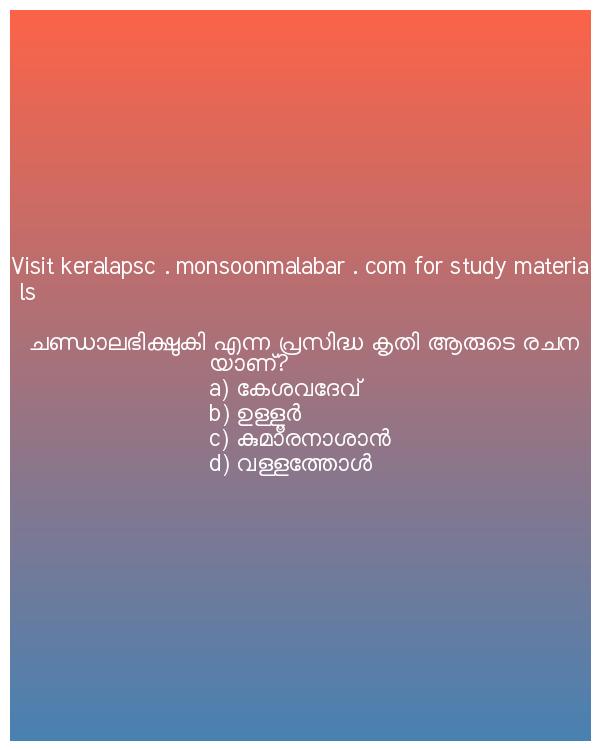 Visit keralapsc . monsoonmalabar . com for study materia
ls
ചണ്ഡാലഭിക്ഷുകി എന്ന പ്രസിദ്ധ കൃതി ആരുടെ രചന
യാണ്?
a) കേശവദേവ്
b) ഉള്ളൂർ
c) കുമാരനാശാൻ
d) വള്ളത്തോൾ